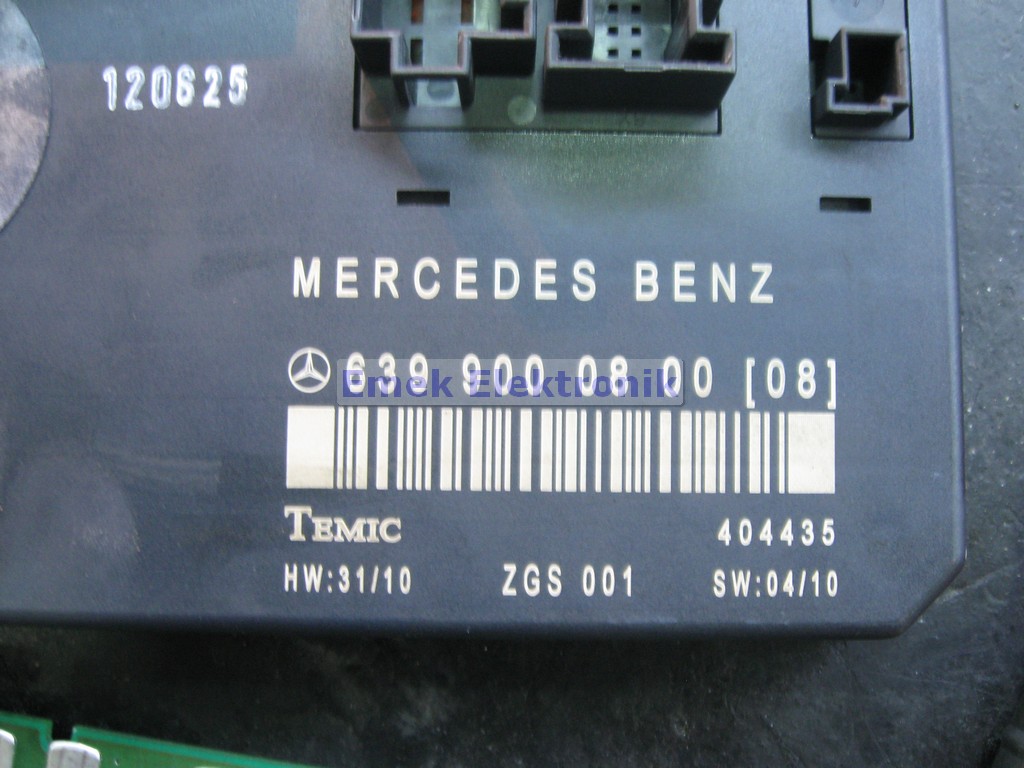 120625
MERCEDES BENZ
639 900 08 00 [08]
Emek Elektronik
TEMIC 404435
HW:31/10 ZGS 001 SW:04/10